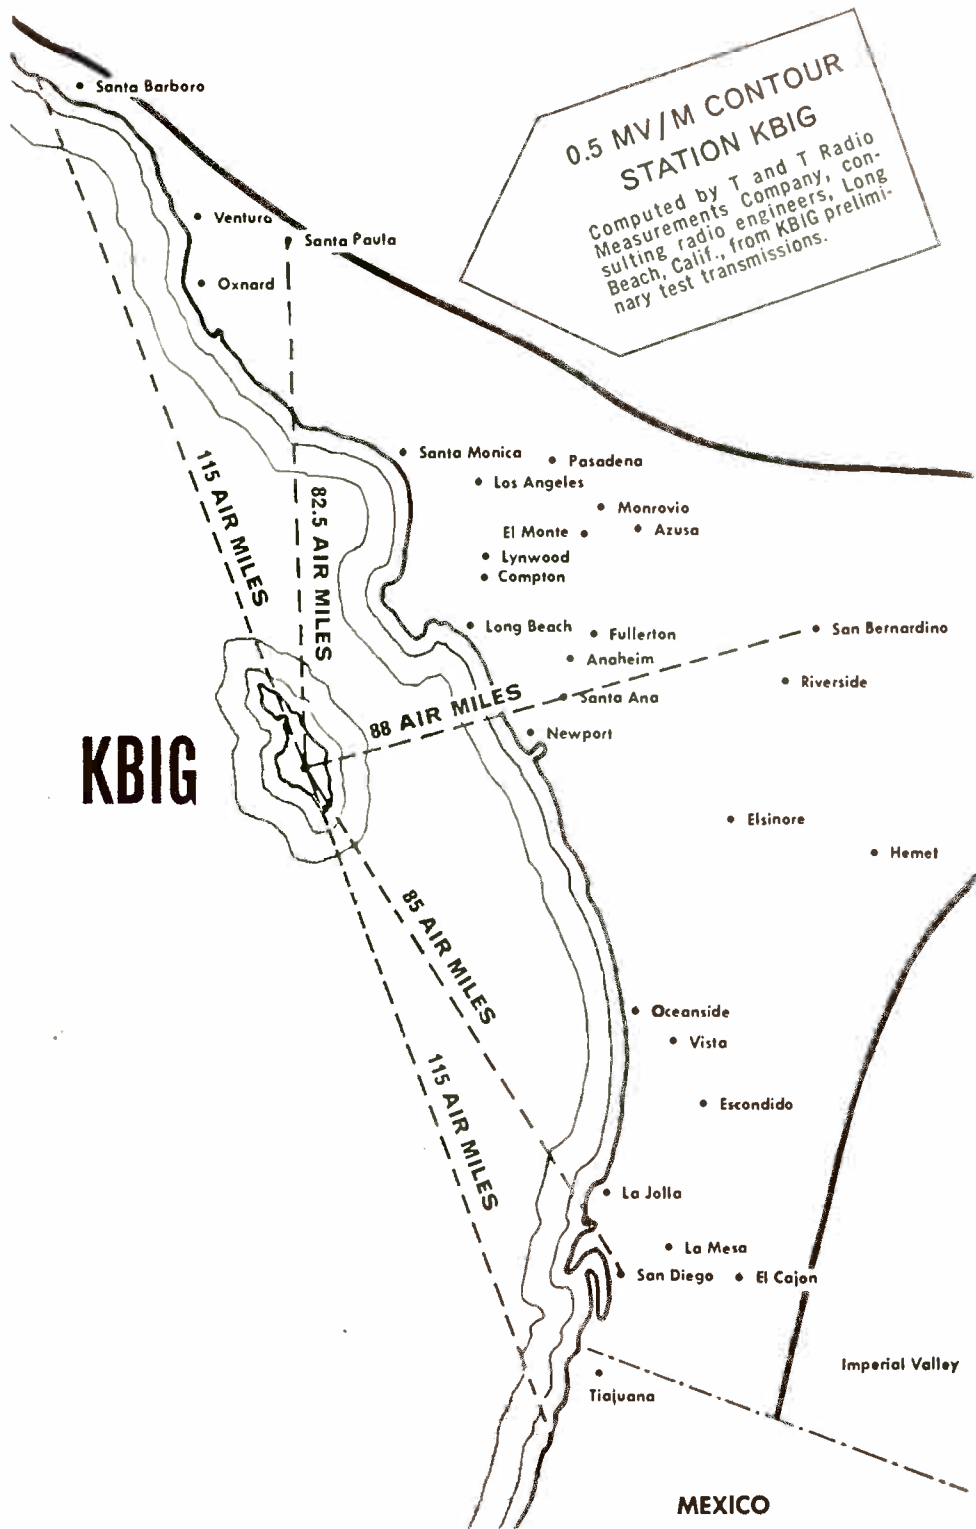 0.5 MV/M CONTOUR
STATION KBIG
Computed by T and T Radio
Measurements Company, con-
sulting radio engineers, Long
Beach, Calif., from KBIG prelimi-
nary test transmissions.
Santa Barboro
Ventura
Santa Paula
Oxnard
115 AIR MILES
82.5 AIR MILES
Santa Monica
Pasadena
Los Angeles
Monrovio
El Monte
Azusa
Lynwood
Compton
Long Beach
Fullerton
San Bernardino
Anaheim
Riverside
Santa Ana
88 AIR MILES
Newport
KBIG
Elsinore
Hemet
85 AIR MILES
115 AIR MILES
Oceanside
Vista
Escondido
La Jolla
La Mesa
San Diego
El Cajon
Imperial Valley
Tiajuana
MEXICO